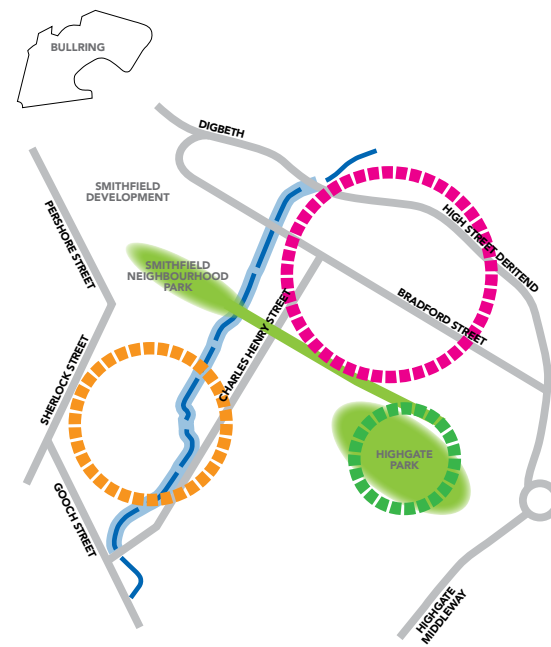 BULLRING
DIGBETH
SMITHFIELD
DEVELOPMENT
PERSHORE STREET
HIGH STREET DERITEND
SMITHFIELD
NEIGHBOURHOOD
PARK
BRADFORD STREET
CHARLES HENRY STREET
SHERLOCK STREET
HIGHGATE
PARK
GOOCH STREET
HIGHGATE
MIDDLEWAY